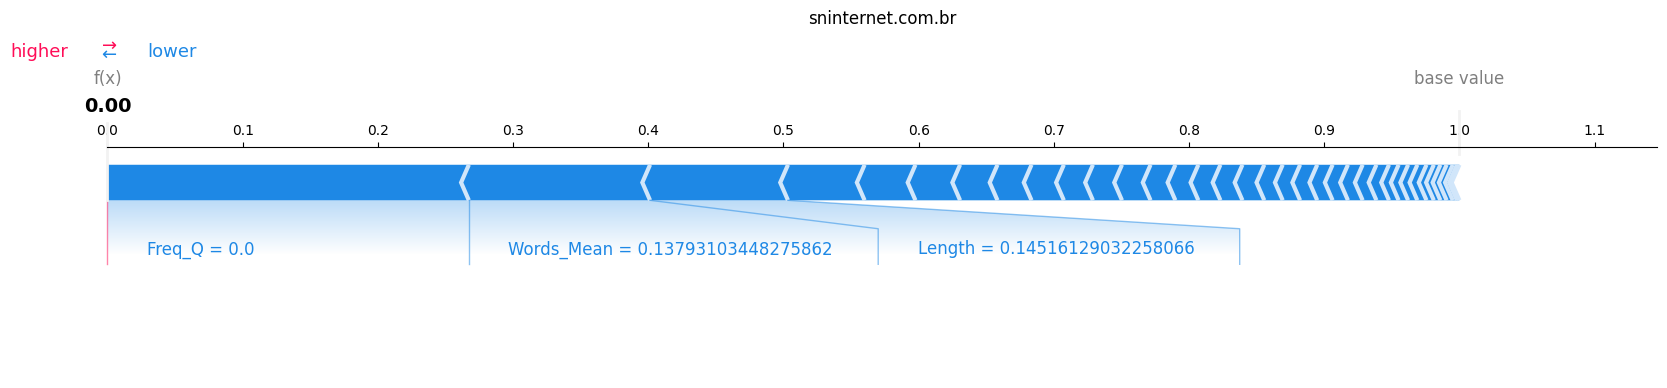 sninternet.com.br
higher ⇄ lower
f(x) base value
0.00
0.0 0.1 0.2 0.3 0.4 0.5 0.6 0.7 0.8 0.9 1.0 1.1
Freq_Q = 0.0 Words_Mean = 0.13793103448275862 Length = 0.14516129032258066